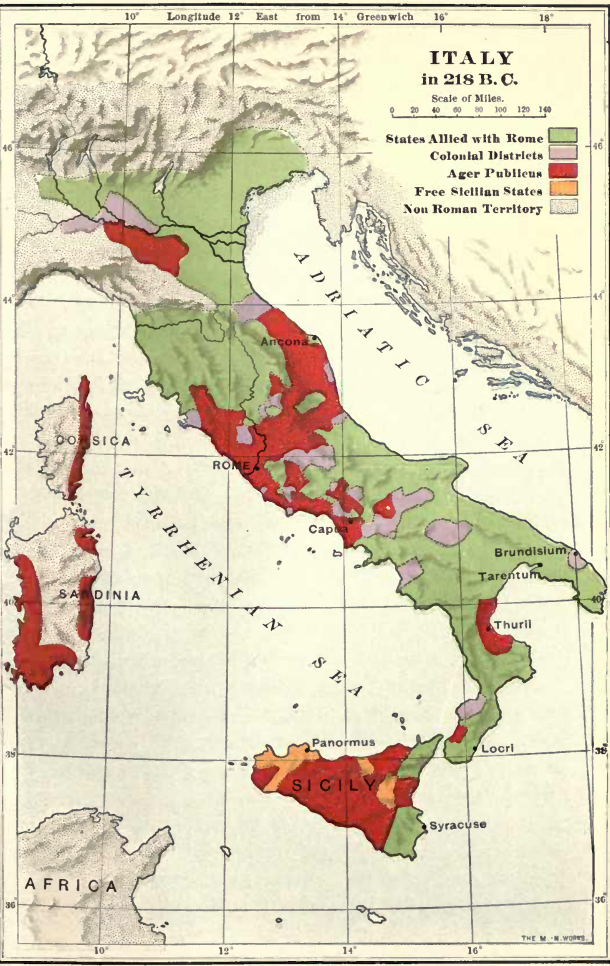 10° Longitude 12° East from 14° Greenwich 16° 18°
ITALY
in 218 B.C.
Scale of Miles.
0 20 40 60 80 100 120 140
States Allied with Rome
Colonial Districts
Ager Publicus
Free Sicilian States
Non Roman Territory
46
46
44
44
ADRIATIC SEA
Ancona
CORSICA
42
42
ROME
TYRRHENIAN SEA
Capua
Brundisium
Tarentum
SARDINIA
40
40
Thurii
Panormus
Locri
38
38
SICILY
Syracuse
AFRICA
36
36
THE M.-N. WORKS.
10° 12° 14° 16°